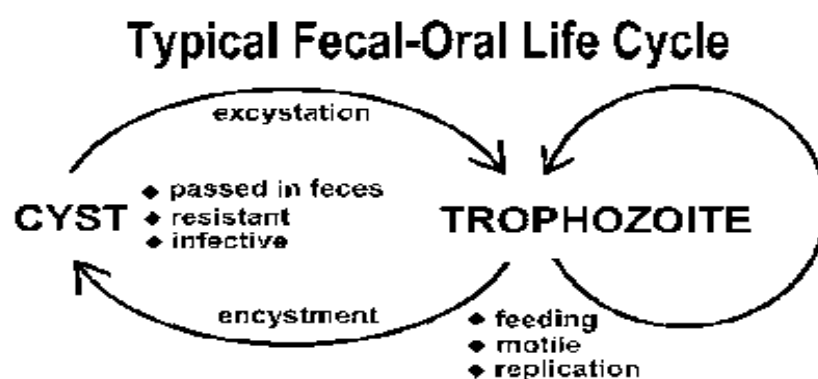 Typical Fecal-Oral Life Cycle
excystation
CYST
◆ passed in feces
◆ resistant
◆ infective
TROPHOZOITE
encystment
◆ feeding
◆ motile
◆ replication